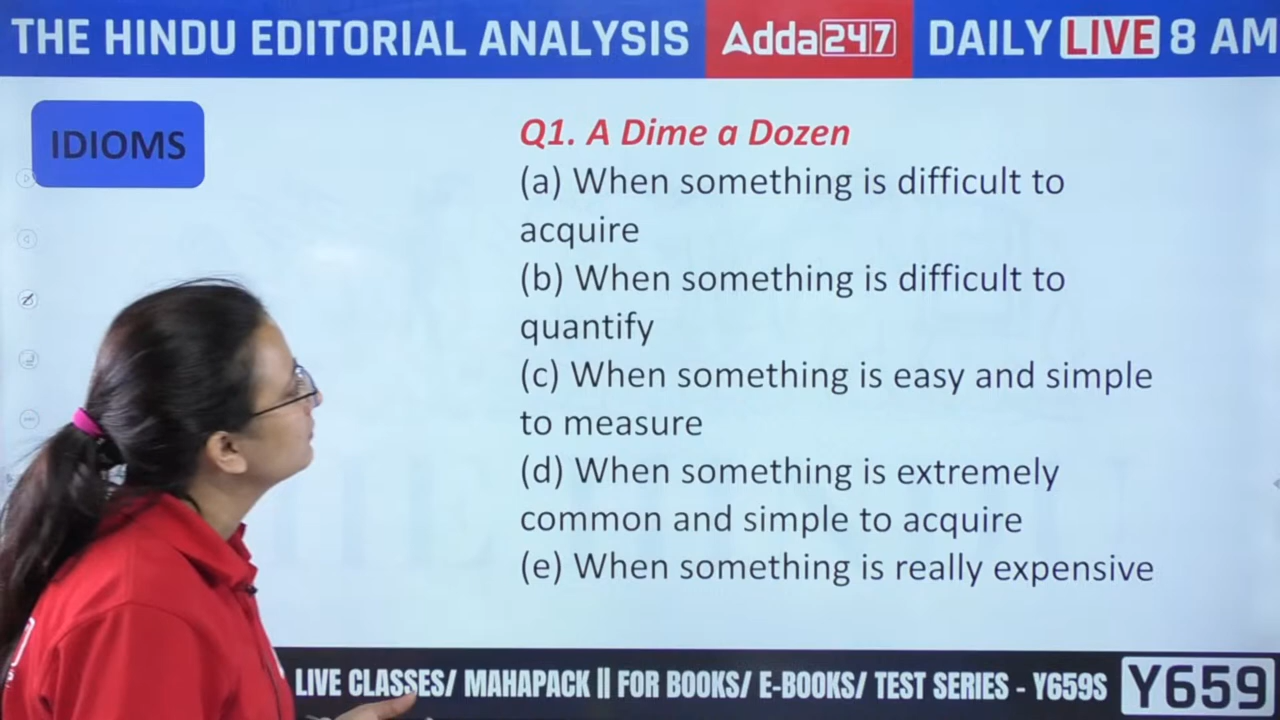 THE HINDU EDITORIAL ANALYSIS Adda247 DAILY LIVE 8 AM
IDIOMS
Q1. A Dime a Dozen
(a) When something is difficult to
acquire
(b) When something is difficult to
quantify
(c) When something is easy and simple
to measure
(d) When something is extremely
common and simple to acquire
(e) When something is really expensive
LIVE CLASSES/ MAHAPACK || FOR BOOKS/ E-BOOKS/ TEST SERIES - Y659S Y659